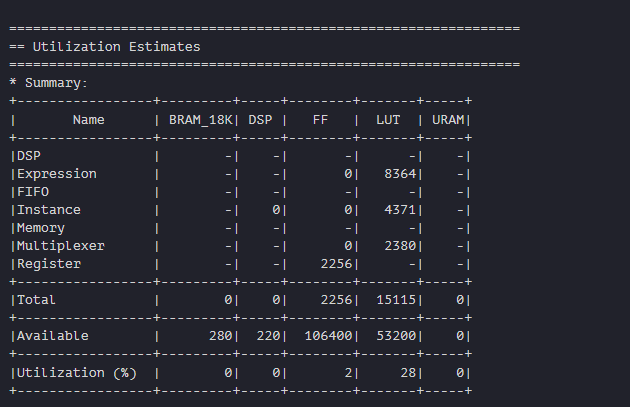 ================================================================
== Utilization Estimates
================================================================
* Summary:
+-----------------+---------+-----+--------+-------+-----+
|       Name      | BRAM_18K| DSP |   FF   |  LUT  | URAM|
+-----------------+---------+-----+--------+-------+-----+
|DSP              |        -|    -|       -|      -|    -|
|Expression       |        -|    -|       0|   8364|    -|
|FIFO             |        -|    -|       -|      -|    -|
|Instance         |        -|    0|       0|   4371|    -|
|Memory           |        -|    -|       -|      -|    -|
|Multiplexer      |        -|    -|       0|   2380|    -|
|Register         |        -|    -|    2256|      -|    -|
+-----------------+---------+-----+--------+-------+-----+
|Total            |        0|    0|    2256|  15115|    0|
+-----------------+---------+-----+--------+-------+-----+
|Available        |      280|  220|  106400|  53200|    0|
+-----------------+---------+-----+--------+-------+-----+
|Utilization (%)  |        0|    0|       2|     28|    0|
+-----------------+---------+-----+--------+-------+-----+